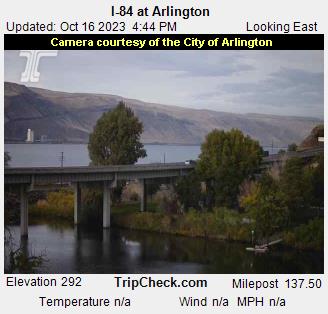 I-84 at Arlington
Updated: Oct 16 2023 4:44 PM Looking East
Camera courtesy of the City of Arlington
Elevation 292 TripCheck.com Milepost 137.50
Temperature n/a Wind n/a MPH n/a